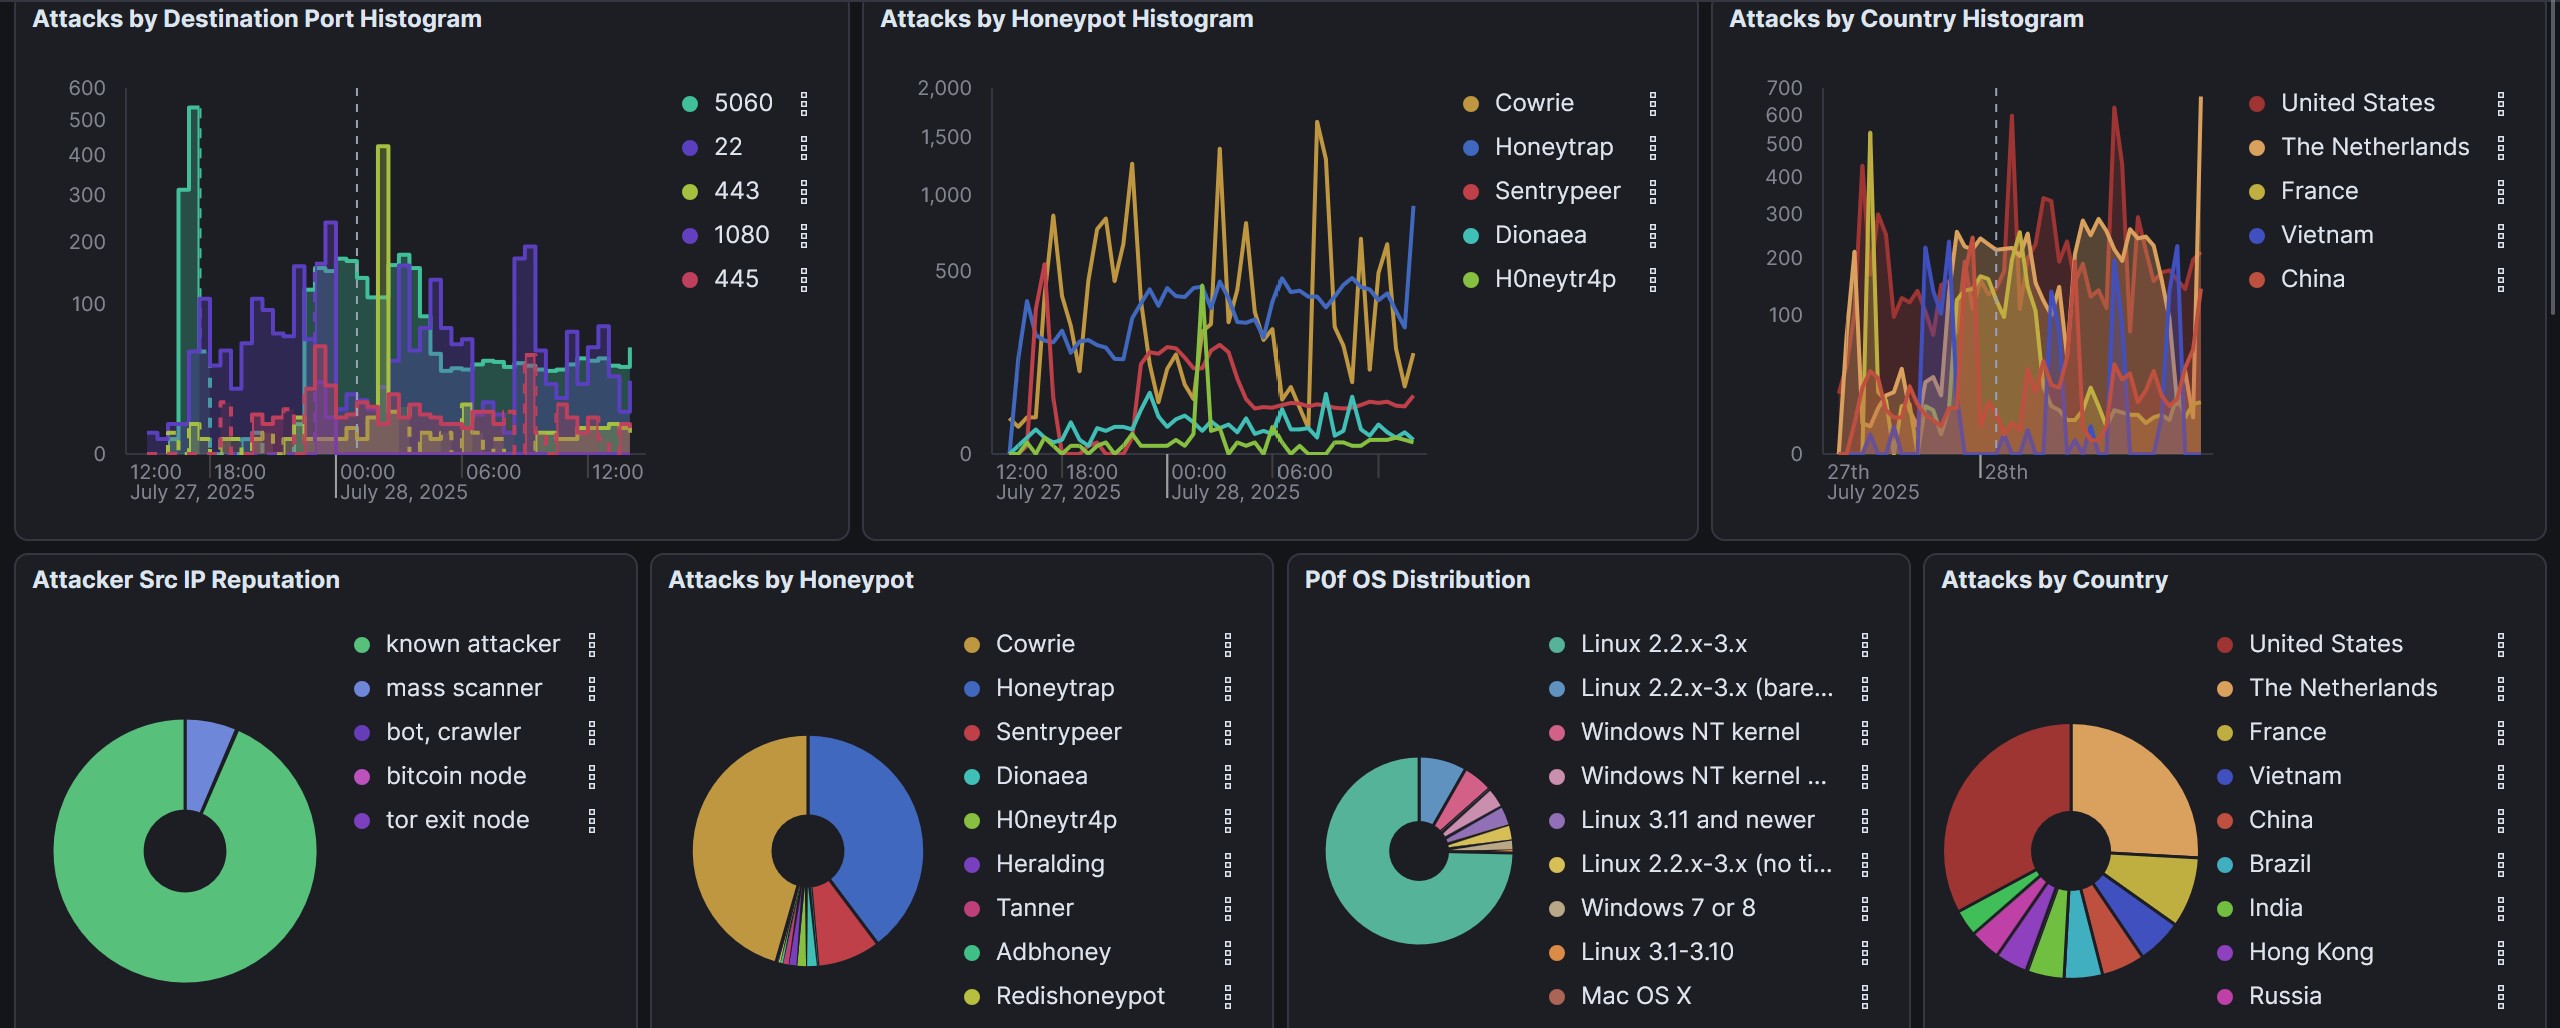 Attacks by Destination Port Histogram
600
500
400
300
200
100
0
12:00
18:00
00:00
06:00
12:00
July 27, 2025
July 28, 2025
5060
22
443
1080
445
Attacks by Honeypot Histogram
2,000
1,500
1,000
500
0
12:00
18:00
00:00
06:00
July 27, 2025
July 28, 2025
Cowrie
Honeytrap
Sentrypeer
Dionaea
H0neytr4p
Attacks by Country Histogram
700
600
500
400
300
200
100
0
27th
28th
July 2025
United States
The Netherlands
France
Vietnam
China
Attacker Src IP Reputation
known attacker
mass scanner
bot, crawler
bitcoin node
tor exit node
Attacks by Honeypot
Cowrie
Honeytrap
Sentrypeer
Dionaea
H0neytr4p
Heralding
Tanner
Adbhoney
Redishoneypot
P0f OS Distribution
Linux 2.2.x-3.x
Linux 2.2.x-3.x (bare...
Windows NT kernel
Windows NT kernel ...
Linux 3.11 and newer
Linux 2.2.x-3.x (no ti...
Windows 7 or 8
Linux 3.1-3.10
Mac OS X
Attacks by Country
United States
The Netherlands
France
Vietnam
China
Brazil
India
Hong Kong
Russia